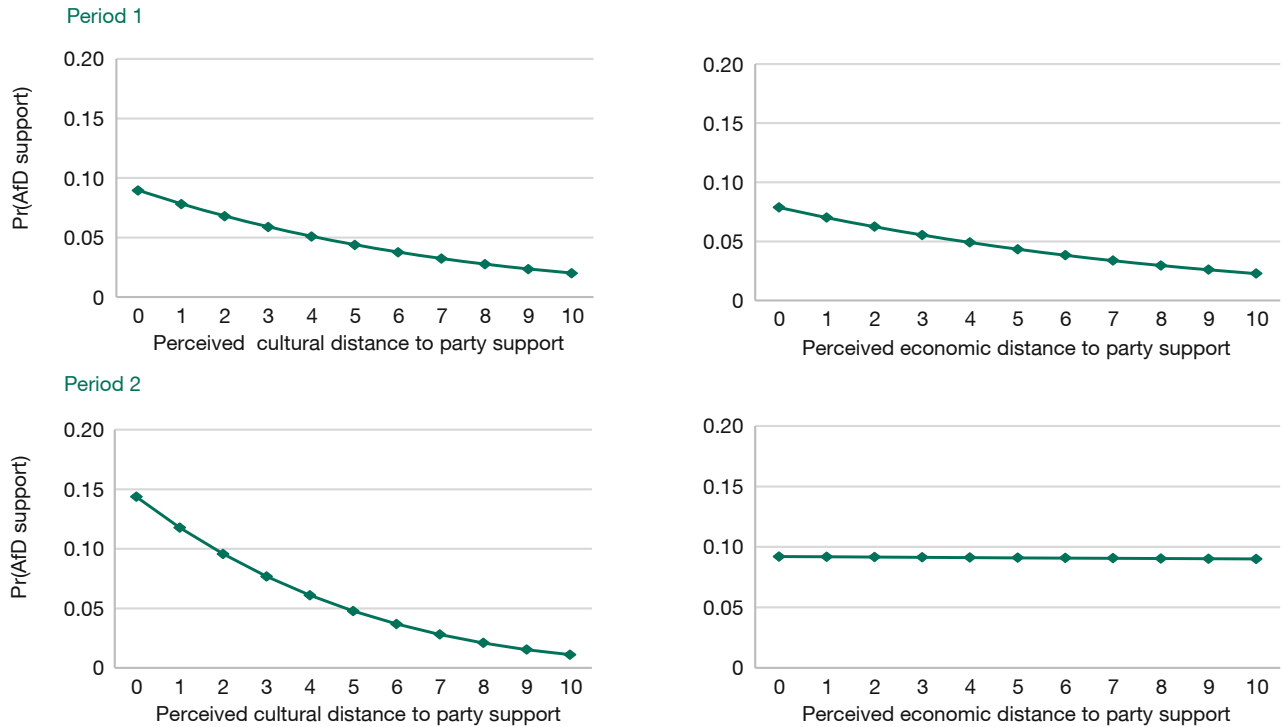 Period 1
Pr(AfD support)
0.20
0.15
0.10
0.05
0
0 1 2 3 4 5 6 7 8 9 10
Perceived  cultural distance to party support
0.20
0.15
0.10
0.05
0
0 1 2 3 4 5 6 7 8 9 10
Perceived economic distance to party support
Period 2
Pr(AfD support)
0.20
0.15
0.10
0.05
0
0 1 2 3 4 5 6 7 8 9 10
Perceived cultural distance to party support
0.20
0.15
0.10
0.05
0
0 1 2 3 4 5 6 7 8 9 10
Perceived economic distance to party support